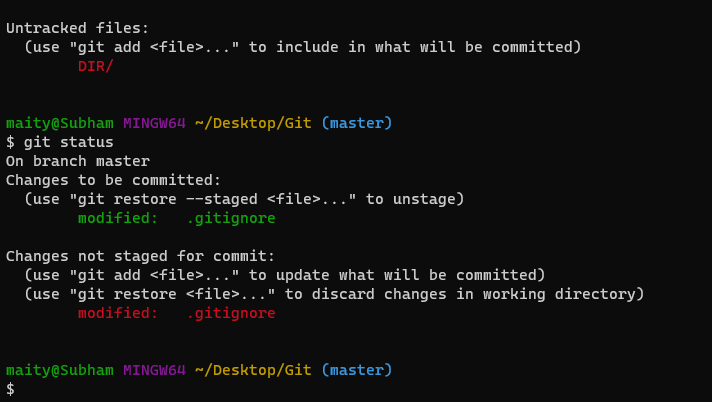 Untracked files:
  (use "git add <file>..." to include in what will be committed)
        DIR/
maity@Subham MINGW64 ~/Desktop/Git (master)
$ git status
On branch master
Changes to be committed:
  (use "git restore --staged <file>..." to unstage)
        modified:   .gitignore
Changes not staged for commit:
  (use "git add <file>..." to update what will be committed)
  (use "git restore <file>..." to discard changes in working directory)
        modified:   .gitignore
maity@Subham MINGW64 ~/Desktop/Git (master)
$